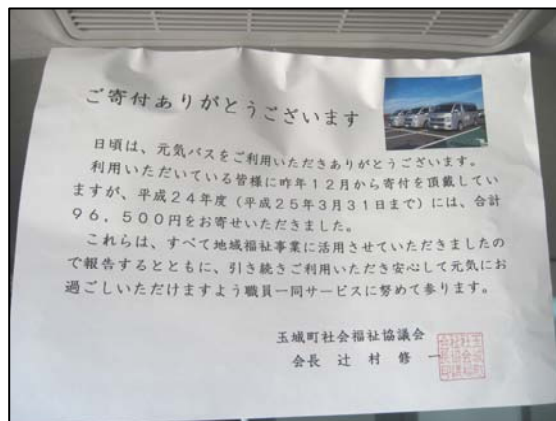 ご寄付ありがとうございます
日頃は、元気バスをご利用いただきありがとうございます。
利用いただいている皆様に昨年12月から寄付を頂戴してい
ますが、平成24年度（平成25年3月31日まで）には、合計
96，500円をお寄せいただきました。
これらは、すべて地域福祉事業に活用させていただきましたの
で報告するとともに、引き続きご利用いただき安心して元気にお
過ごしいただけますよう職員一同サービスに努めて参ります。
玉城町社会福祉協議会
会長 辻村修一